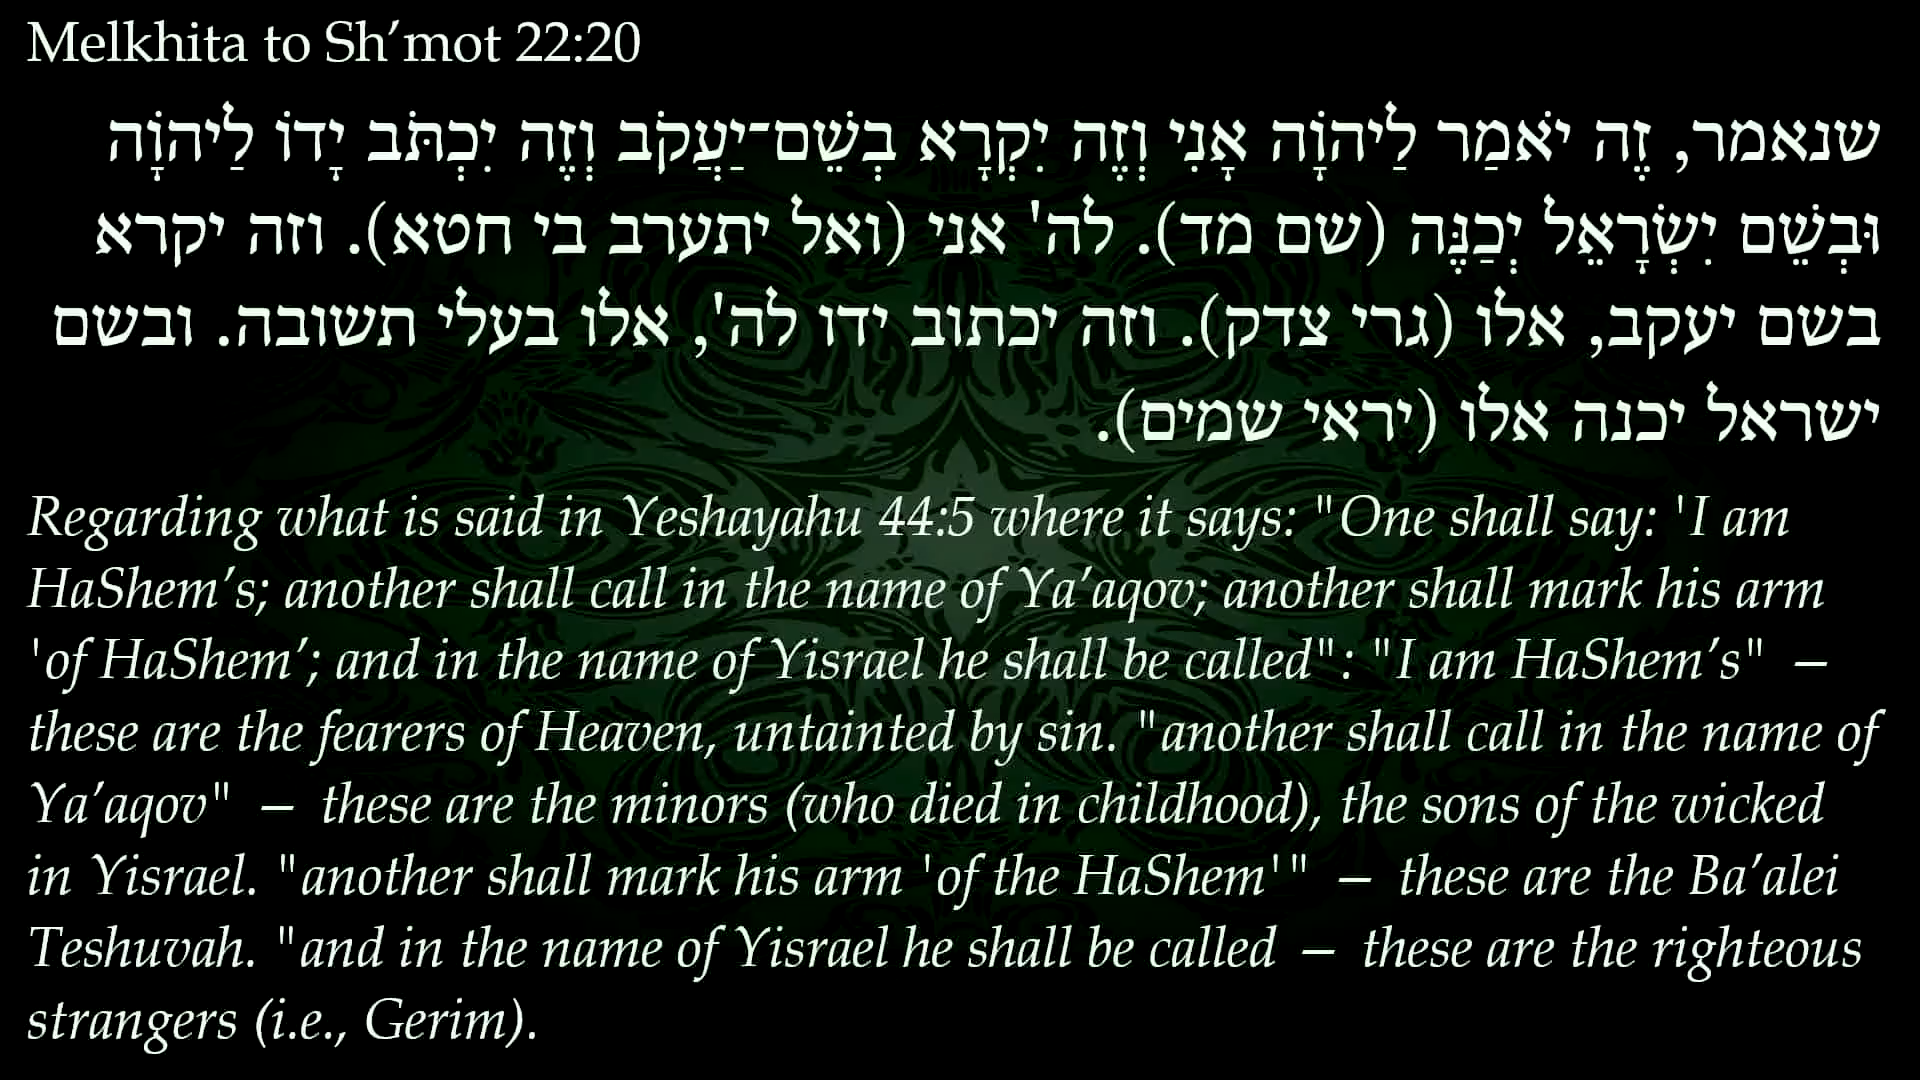 Melkhita to Sh’mot 22:20
שנאמר, זֶה יֹאמַר לַיהוָֹה אָנִי וְזֶה יִקְרָא בְשֵׁם־יַעֲקֹב וְזֶה יִכְתֹּב יָדוֹ לַיהוָֹה
וּבְשֵׁם יִשְׂרָאֵל יְכַנֶּה (שם מד). לה' אני (ואל יתערב בי חטא). וזה יקרא
בשם יעקב, אלו (גרי צדק). וזה יכתוב ידו לה', אלו בעלי תשובה. ובשם
ישראל יכנה אלו (יראי שמים).
Regarding what is said in Yeshayahu 44:5 where it says: "One shall say: 'I am
HaShem’s; another shall call in the name of Ya’aqov; another shall mark his arm
'of HaShem’; and in the name of Yisrael he shall be called": "I am HaShem’s" —
these are the fearers of Heaven, untainted by sin. "another shall call in the name of
Ya’aqov" — these are the minors (who died in childhood), the sons of the wicked
in Yisrael. "another shall mark his arm 'of the HaShem'" — these are the Ba’alei
Teshuvah. "and in the name of Yisrael he shall be called — these are the righteous
strangers (i.e., Gerim).